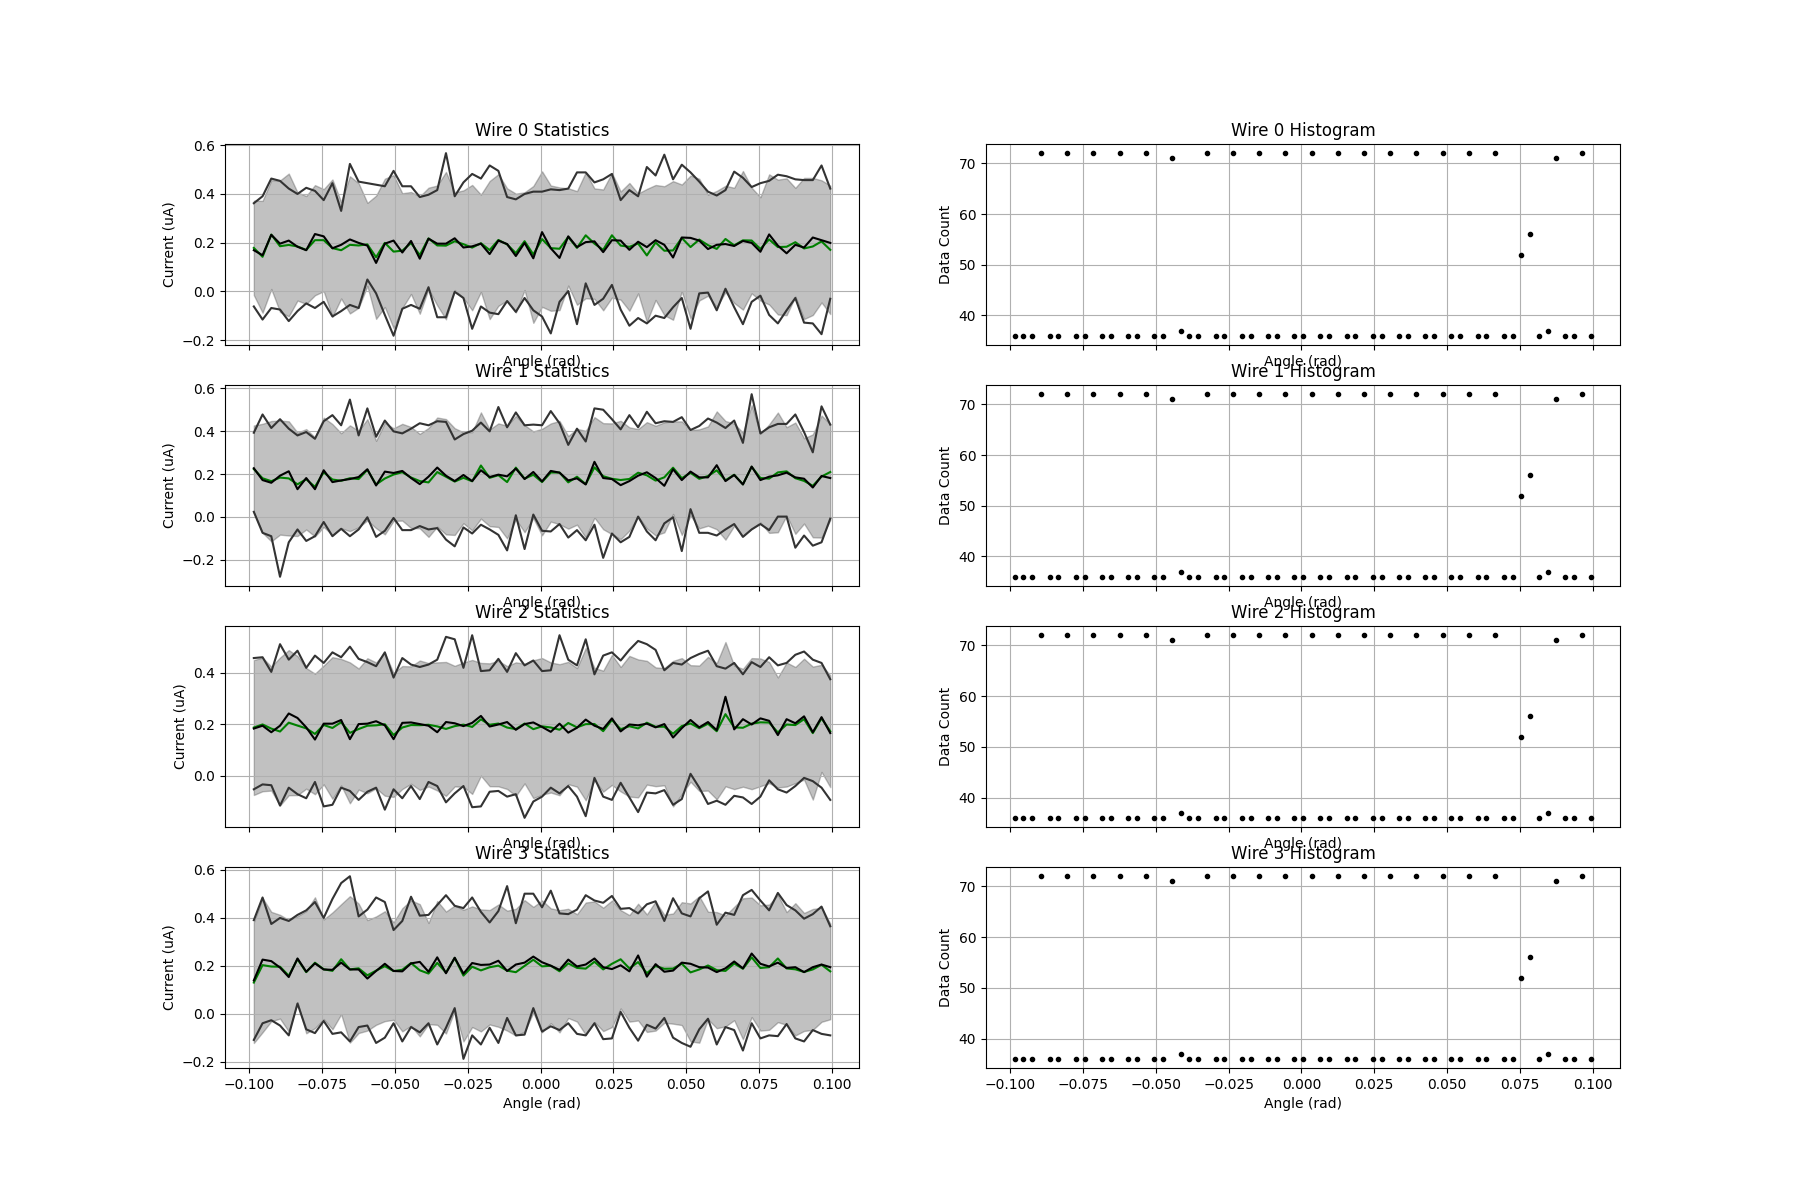 Wire 0 Statistics
0.6
0.4
0.2
0.0
−0.2
Current (uA)
Angle (rad)
Wire 0 Histogram
70
60
50
40
Data Count
Angle (rad)
Wire 1 Statistics
0.6
0.4
0.2
0.0
−0.2
Current (uA)
Angle (rad)
Wire 1 Histogram
70
60
50
40
Data Count
Angle (rad)
Wire 2 Statistics
0.4
0.2
0.0
Current (uA)
Angle (rad)
Wire 2 Histogram
70
60
50
40
Data Count
Angle (rad)
Wire 3 Statistics
0.6
0.4
0.2
0.0
−0.2
Current (uA)
−0.100 −0.075 −0.050 −0.025 0.000 0.025 0.050 0.075 0.100
Angle (rad)
Wire 3 Histogram
70
60
50
40
Data Count
−0.100 −0.075 −0.050 −0.025 0.000 0.025 0.050 0.075 0.100
Angle (rad)